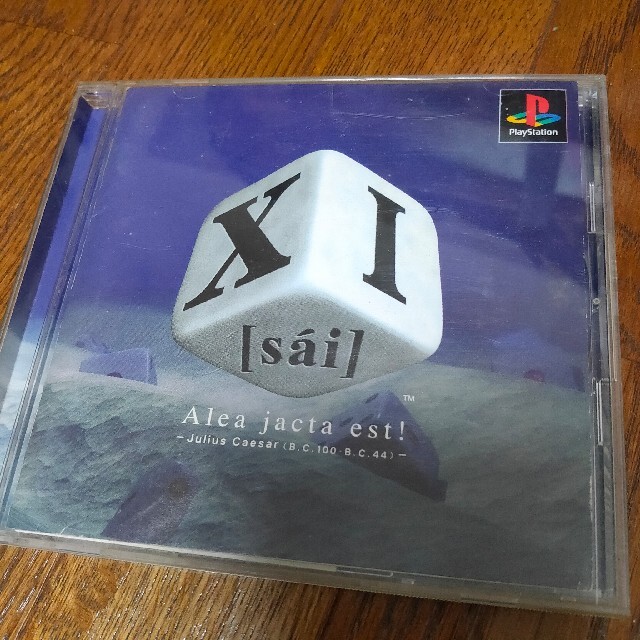 PlayStation
XI
[sái]
TM
Alea jacta est!
-Julius Caesar (B.C.100-B.C.44)-